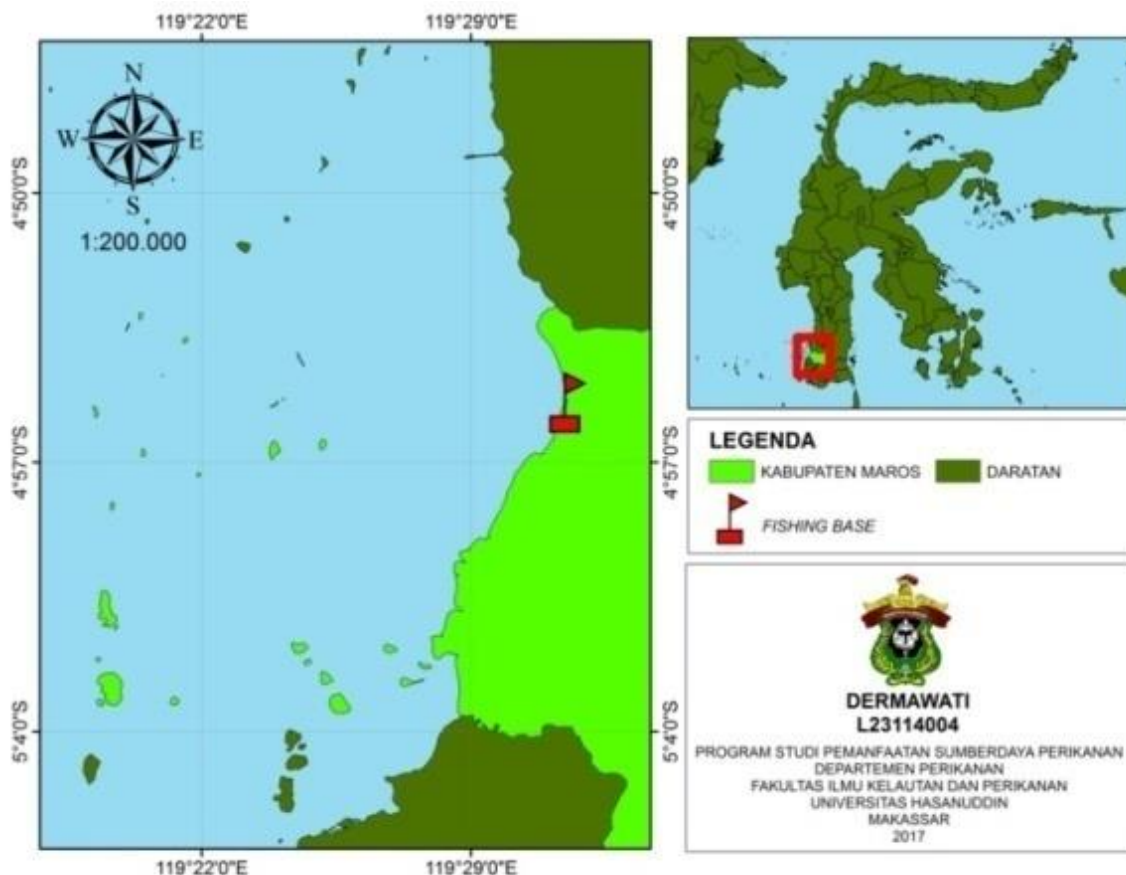 119°22'0"E 119°29'0"E
N
W E
S
1:200.000
4°50'0"S 4°50'0"S
4°57'0"S 4°57'0"S
5°4'0"S 5°4'0"S
119°22'0"E 119°29'0"E
LEGENDA
KABUPATEN MAROS DARATAN
FISHING BASE
DERMAWATI
L23114004
PROGRAM STUDI PEMANFAATAN SUMBERDAYA PERIKANAN
DEPARTEMEN PERIKANAN
FAKULTAS ILMU KELAUTAN DAN PERIKANAN
UNIVERSITAS HASANUDDIN
MAKASSAR
2017